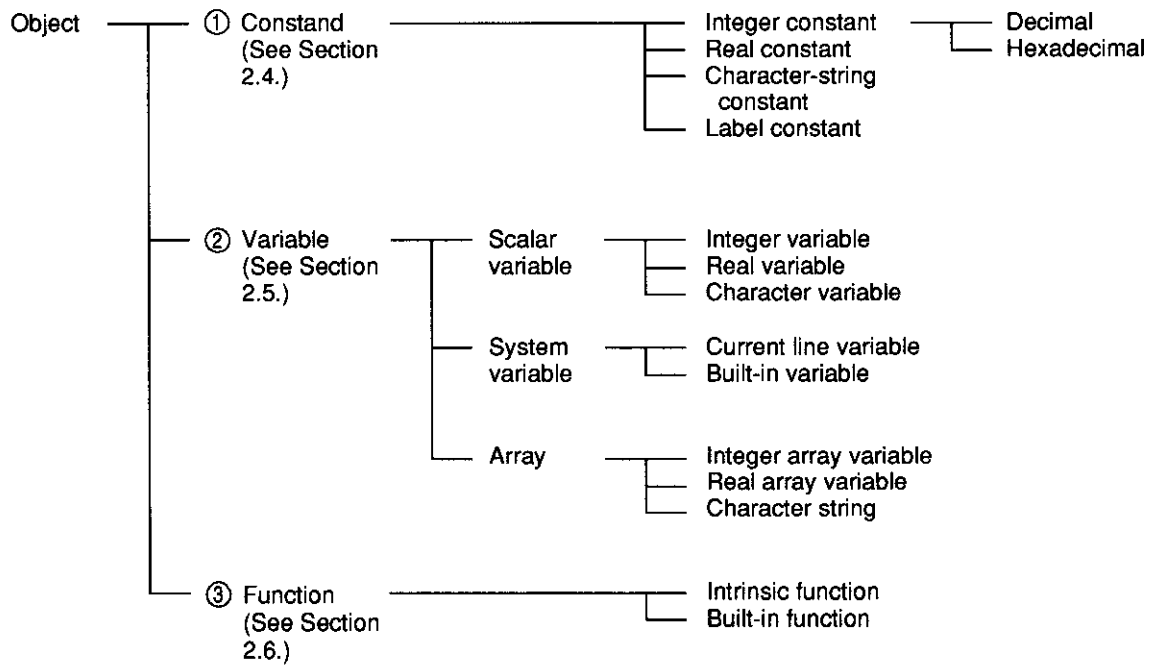 Object ① Constand Integer constant Decimal
(See Section Real constant Hexadecimal
2.4.) Character-string
constant
Label constant
② Variable Scalar Integer variable
(See Section variable Real variable
2.5.) Character variable
System Current line variable
variable Built-in variable
Array Integer array variable
Real array variable
Character string
③ Function Intrinsic function
(See Section Built-in function
2.6.)